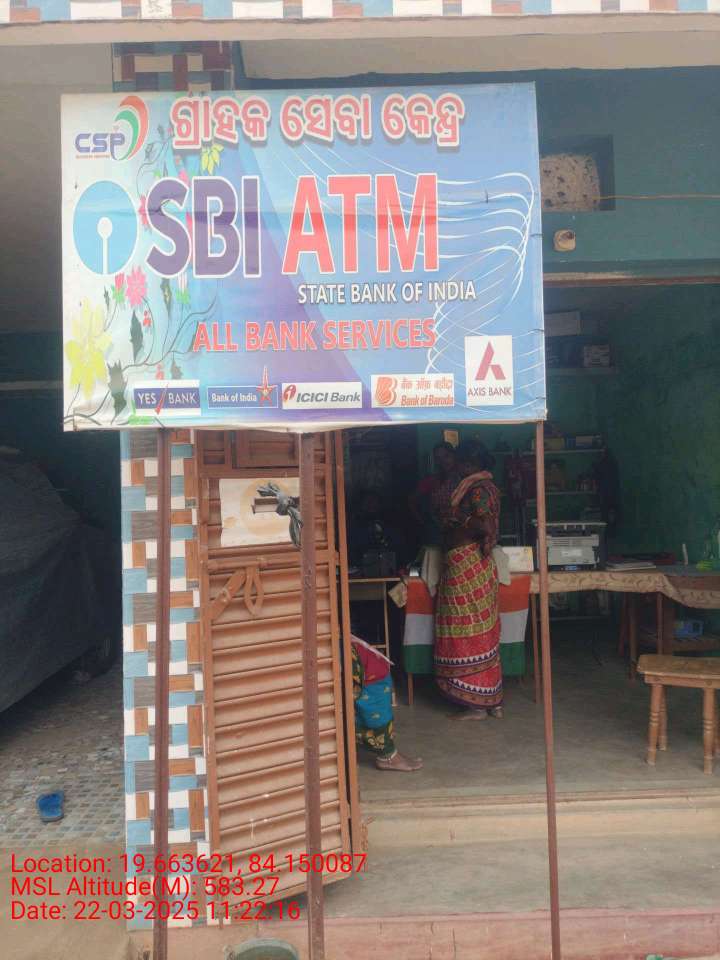 CSP
ଗ୍ରାହକ ସେବା କେନ୍ଦ୍ର
SBI ATM
STATE BANK OF INDIA
ALL BANK SERVICES
YES BANK
Bank of India
ICICI Bank
बैंक ऑफ़ बड़ौदा
Bank of Baroda
AXIS BANK
Location: 19.663621, 84.150087
MSL Altitude(M): 583.27
Date: 22-03-2025 11:22:16